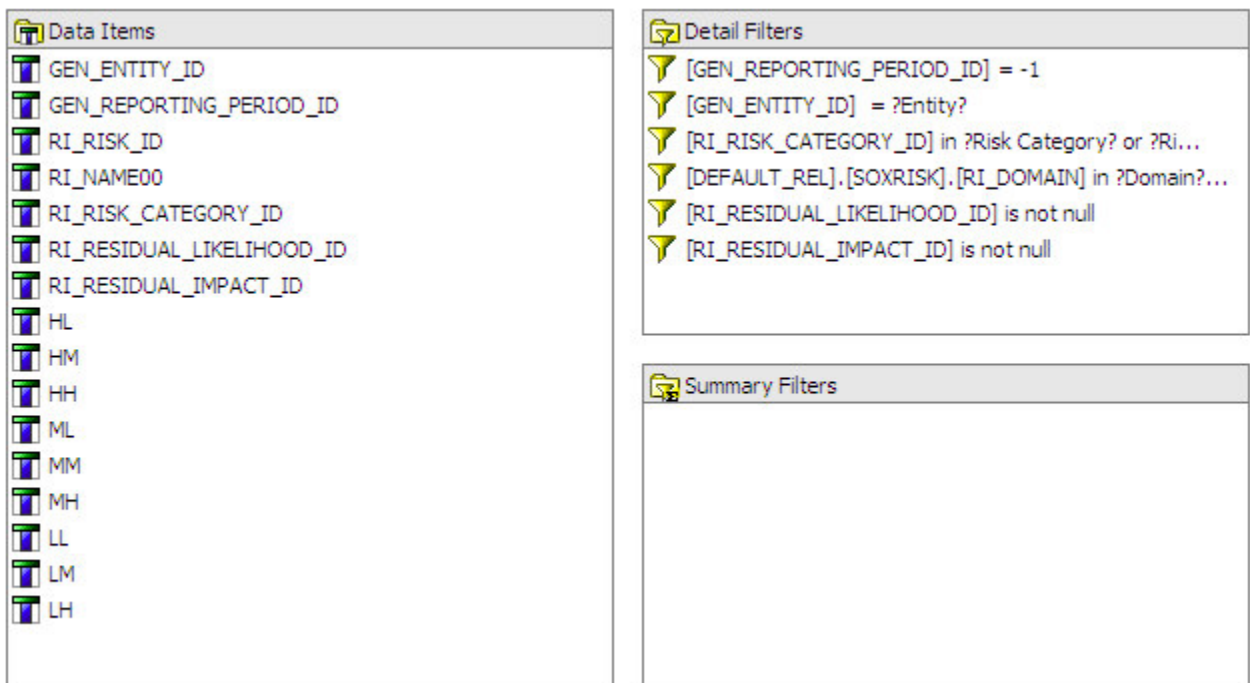 Data Items
GEN_ENTITY_ID
GEN_REPORTING_PERIOD_ID
RI_RISK_ID
RI_NAME00
RI_RISK_CATEGORY_ID
RI_RESIDUAL_LIKELIHOOD_ID
RI_RESIDUAL_IMPACT_ID
HL
HM
HH
ML
MM
MH
LL
LM
LH
Detail Filters
[GEN_REPORTING_PERIOD_ID] = -1
[GEN_ENTITY_ID] = ?Entity?
[RI_RISK_CATEGORY_ID] in ?Risk Category? or ?Ri...
[DEFAULT_REL].[SOXRISK].[RI_DOMAIN] in ?Domain?...
[RI_RESIDUAL_LIKELIHOOD_ID] is not null
[RI_RESIDUAL_IMPACT_ID] is not null
Summary Filters